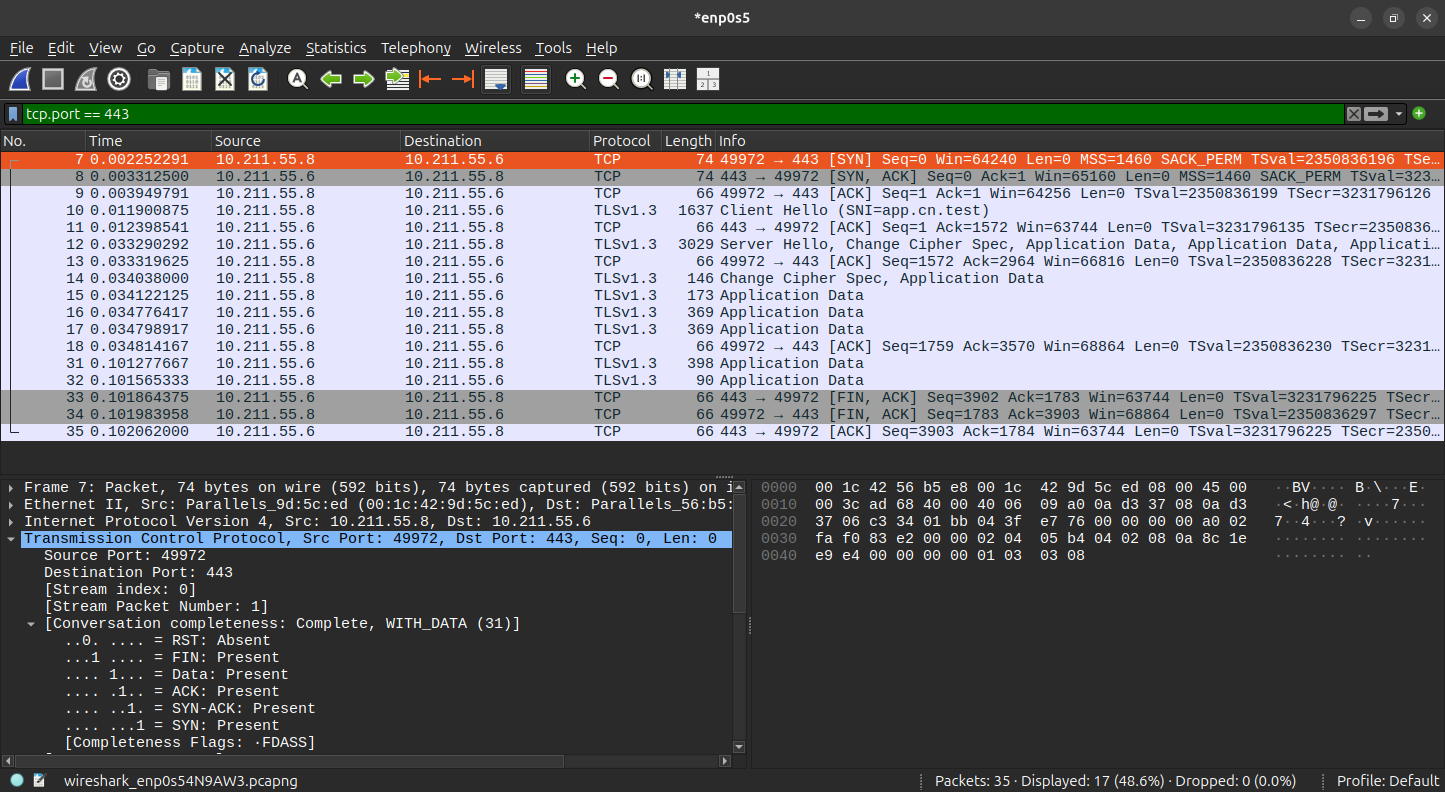 *enp0s5
File Edit View Go Capture Analyze Statistics Telephony Wireless Tools Help
tcp.port == 443
No. Time Source Destination Protocol Length Info
7 0.002252291 10.211.55.8 10.211.55.6 TCP 74 49972 → 443 [SYN] Seq=0 Win=64240 Len=0 MSS=1460 SACK_PERM TSval=2350836196 TSe…
8 0.003312500 10.211.55.6 10.211.55.8 TCP 74 443 → 49972 [SYN, ACK] Seq=0 Ack=1 Win=65160 Len=0 MSS=1460 SACK_PERM TSval=323…
9 0.003949791 10.211.55.8 10.211.55.6 TCP 66 49972 → 443 [ACK] Seq=1 Ack=1 Win=64256 Len=0 TSval=2350836199 TSecr=3231796126
10 0.011900875 10.211.55.8 10.211.55.6 TLSv1.3 1637 Client Hello (SNI=app.cn.test)
11 0.012398541 10.211.55.6 10.211.55.8 TCP 66 443 → 49972 [ACK] Seq=1 Ack=1572 Win=63744 Len=0 TSval=3231796135 TSecr=2350836…
12 0.033290292 10.211.55.6 10.211.55.8 TLSv1.3 3029 Server Hello, Change Cipher Spec, Application Data, Application Data, Applicati…
13 0.033319625 10.211.55.8 10.211.55.6 TCP 66 49972 → 443 [ACK] Seq=1572 Ack=2964 Win=66816 Len=0 TSval=2350836228 TSecr=3231…
14 0.034038000 10.211.55.8 10.211.55.6 TLSv1.3 146 Change Cipher Spec, Application Data
15 0.034122125 10.211.55.8 10.211.55.6 TLSv1.3 173 Application Data
16 0.034776417 10.211.55.6 10.211.55.8 TLSv1.3 369 Application Data
17 0.034798917 10.211.55.6 10.211.55.8 TLSv1.3 369 Application Data
18 0.034814167 10.211.55.8 10.211.55.6 TCP 66 49972 → 443 [ACK] Seq=1759 Ack=3570 Win=68864 Len=0 TSval=2350836230 TSecr=3231…
31 0.101277667 10.211.55.6 10.211.55.8 TLSv1.3 398 Application Data
32 0.101565333 10.211.55.8 10.211.55.6 TLSv1.3 90 Application Data
33 0.101864375 10.211.55.6 10.211.55.8 TCP 66 443 → 49972 [FIN, ACK] Seq=3902 Ack=1783 Win=63744 Len=0 TSval=3231796225 TSecr…
34 0.101983958 10.211.55.8 10.211.55.6 TCP 66 49972 → 443 [FIN, ACK] Seq=1783 Ack=3903 Win=68864 Len=0 TSval=2350836297 TSecr…
35 0.102062000 10.211.55.6 10.211.55.8 TCP 66 443 → 49972 [ACK] Seq=3903 Ack=1784 Win=63744 Len=0 TSval=3231796225 TSecr=2350…
Frame 7: Packet, 74 bytes on wire (592 bits), 74 bytes captured (592 bits) on i
Ethernet II, Src: Parallels_9d:5c:ed (00:1c:42:9d:5c:ed), Dst: Parallels_56:b5:
Internet Protocol Version 4, Src: 10.211.55.8, Dst: 10.211.55.6
Transmission Control Protocol, Src Port: 49972, Dst Port: 443, Seq: 0, Len: 0
Source Port: 49972
Destination Port: 443
[Stream index: 0]
[Stream Packet Number: 1]
[Conversation completeness: Complete, WITH_DATA (31)]
..0. .... = RST: Absent
...1 .... = FIN: Present
.... 1... = Data: Present
.... .1.. = ACK: Present
.... ..1. = SYN-ACK: Present
.... ...1 = SYN: Present
[Completeness Flags: ·FDASS]
0000 00 1c 42 56 b5 e8 00 1c 42 9d 5c ed 08 00 45 00 ··BV···· B·\···E·
0010 00 3c ad 68 40 00 40 06 09 a0 0a d3 37 08 0a d3 ·<·h@·@· ····7···
0020 37 06 c3 34 01 bb 04 3f e7 76 00 00 00 00 a0 02 7··4···? ·v······
0030 fa f0 83 e2 00 00 02 04 05 b4 04 02 08 0a 8c 1e ········ ········
0040 e9 e4 00 00 00 00 01 03 03 08 ········ ··
wireshark_enp0s54N9AW3.pcapng
Packets: 35 · Displayed: 17 (48.6%) · Dropped: 0 (0.0%)
Profile: Default